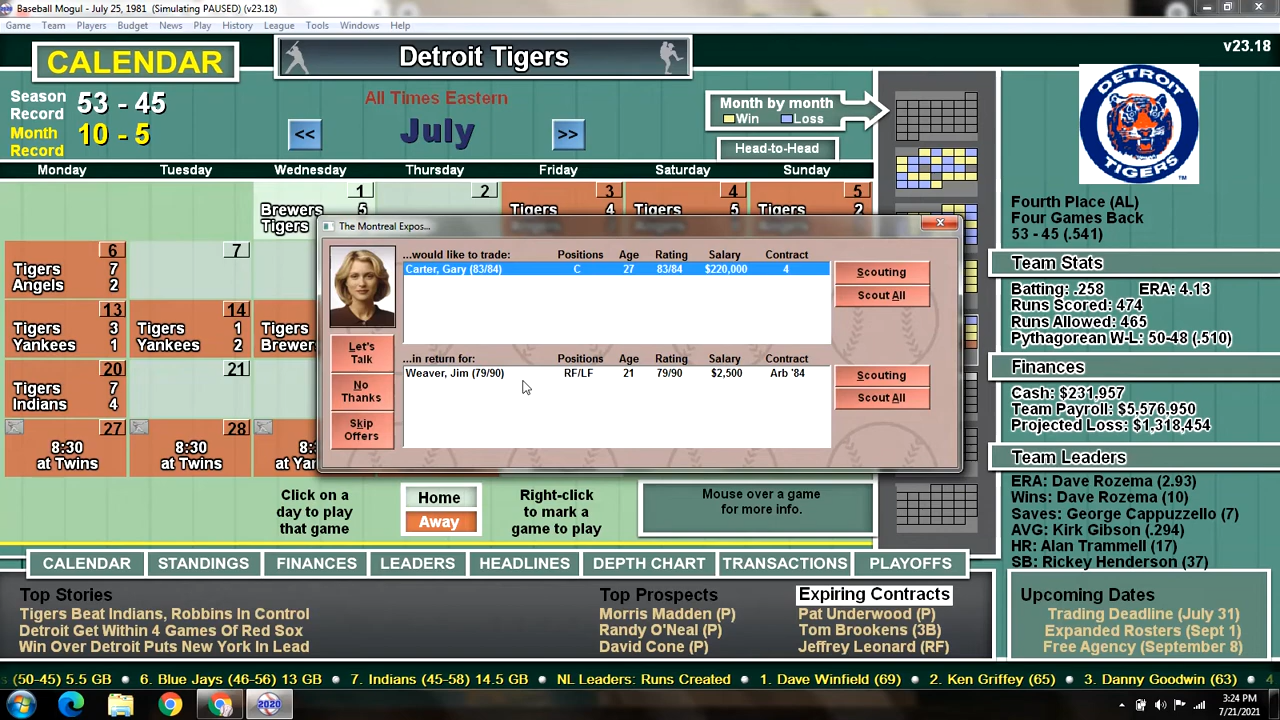 Baseball Mogul - July 25, 1981 (Simulating PAUSED) (v23.18)
Game Team Players Budget News Play History League Tools Windows Help
CALENDAR
Detroit Tigers
v23.18
Season Record 53 - 45
Month Record 10 - 5
All Times Eastern
<< July >>
Month by month
Win Loss
Head-to-Head
Monday Tuesday Wednesday Thursday Friday Saturday Sunday
1 2 3 4 5
Brewers 5 Tigers 4 Tigers 5 Tigers 2
Tigers
6 7
Tigers 7
Angels 2
13 14
Tigers 3 Tigers 1 Tigers
Yankees 1 Yankees 2 Brewers
20 21
Tigers 7
Indians 4
27 28
8:30 8:30 8:30
at Twins at Twins
The Montreal Expos...
...would like to trade: Positions Age Rating Salary Contract
Carter, Gary (83/84) C 27 83/84 $220,000 4
Scouting
Scout All
Let's Talk
No Thanks
Skip Offers
...in return for: Positions Age Rating Salary Contract
Weaver, Jim (79/90) RF/LF 21 79/90 $2,500 Arb '84
Scouting
Scout All
DETROIT
TIGERS
TM
Fourth Place (AL)
Four Games Back
53 - 45 (.541)
Team Stats
Batting: .258 ERA: 4.13
Runs Scored: 474
Runs Allowed: 465
Pythagorean W-L: 50-48 (.510)
Finances
Cash: $231,957
Team Payroll: $5,576,950
Projected Loss: $1,318,454
Team Leaders
ERA: Dave Rozema (2.93)
Wins: Dave Rozema (10)
Saves: George Cappuzzello (7)
AVG: Kirk Gibson (.294)
HR: Alan Trammell (17)
SB: Rickey Henderson (37)
Click on a
day to play
that game
Home
Away
Right-click
to mark a
game to play
Mouse over a game
for more info.
CALENDAR STANDINGS FINANCES LEADERS HEADLINES DEPTH CHART TRANSACTIONS PLAYOFFS
Top Stories
Tigers Beat Indians, Robbins In Control
Detroit Get Within 4 Games Of Red Sox
Win Over Detroit Puts New York In Lead
Top Prospects
Morris Madden (P)
Randy O'Neal (P)
David Cone (P)
Expiring Contracts
Pat Underwood (P)
Tom Brookens (3B)
Jeffrey Leonard (RF)
Upcoming Dates
Trading Deadline (July 31)
Expanded Rosters (Sept 1)
Free Agency (September 8)
(50-45) 5.5 GB • 6. Blue Jays (46-56) 13 GB • 7. Indians (45-58) 14.5 GB • NL Leaders: Runs Created • 1. Dave Winfield (69) • 2. Ken Griffey (65) • 3. Danny Goodwin (63) •
2020
3:24 PM
7/21/2021